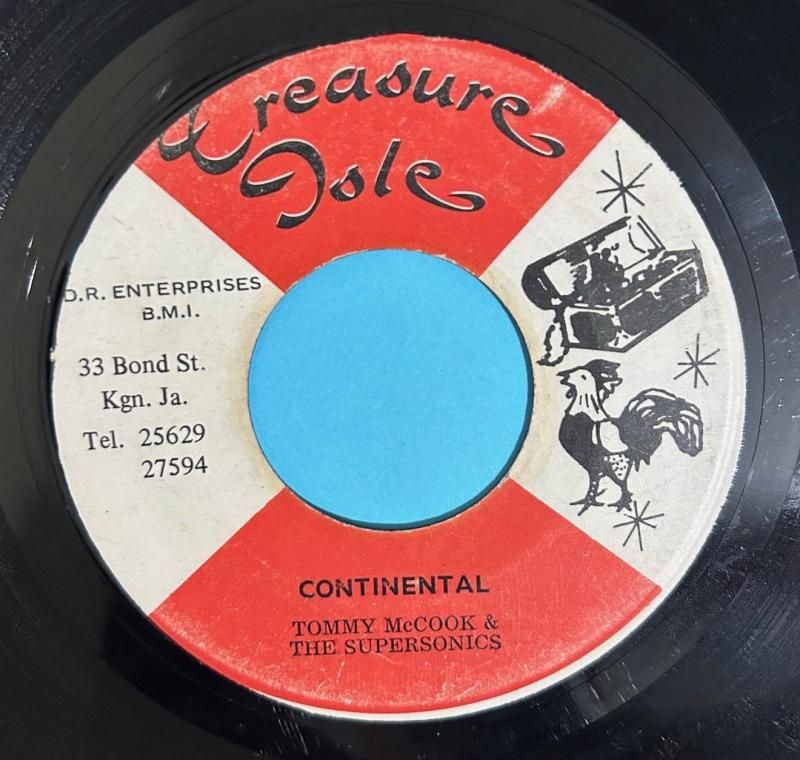 Treasure
Isle
D.R. ENTERPRISES
B.M.I.
33 Bond St.
Kgn. Ja.
Tel. 25629
27594
CONTINENTAL
TOMMY McCOOK &
THE SUPERSONICS